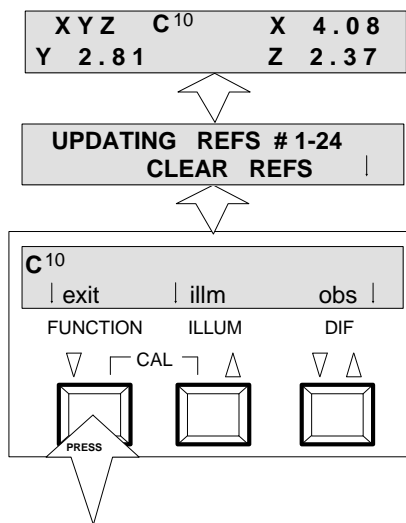 X Y Z C10 X 4.08
Y 2.81 Z 2.37
UPDATING REFS # 1-24
CLEAR REFS
C10
exit illm obs
FUNCTION ILLUM DIF
CAL
PRESS